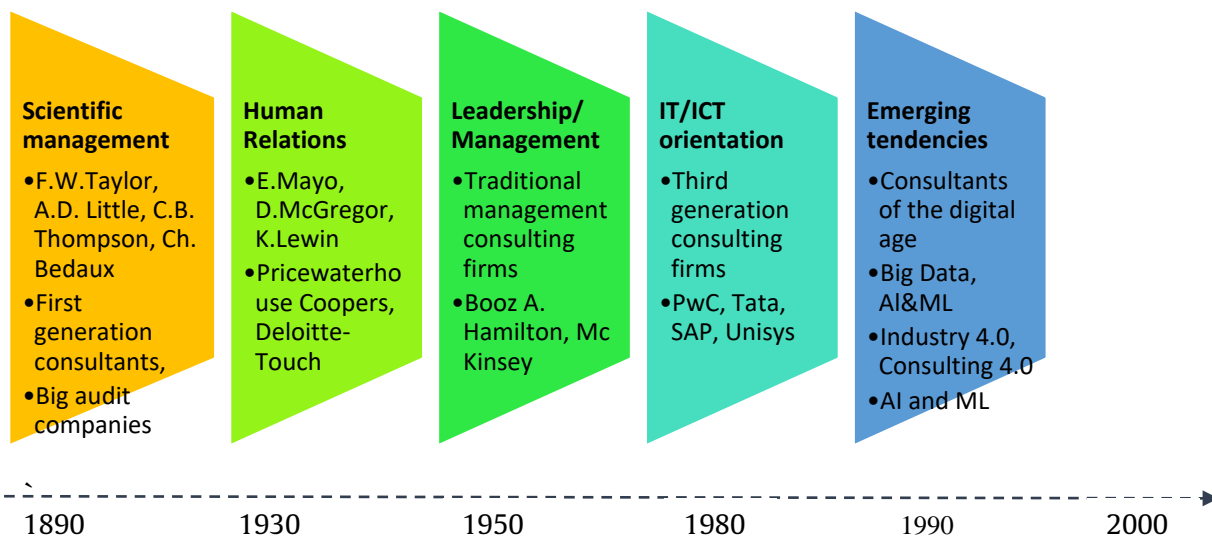 Scientific
management
•F.W.Taylor,
A.D. Little, C.B.
Thompson, Ch.
Bedaux
•First
generation
consultants,
•Big audit
companies
Human
Relations
•E.Mayo,
D.McGregor,
K.Lewin
•Pricewaterho
use Coopers,
Deloitte-
Touch
Leadership/
Management
•Traditional
management
consulting
firms
•Booz A.
Hamilton, Mc
Kinsey
IT/ICT
orientation
•Third
generation
consulting
firms
•PwC, Tata,
SAP, Unisys
Emerging
tendencies
•Consultants
of the digital
age
•Big Data,
Al&ML
•Industry 4.0,
Consulting 4.0
•AI and ML
`
1890 1930 1950 1980 1990 2000